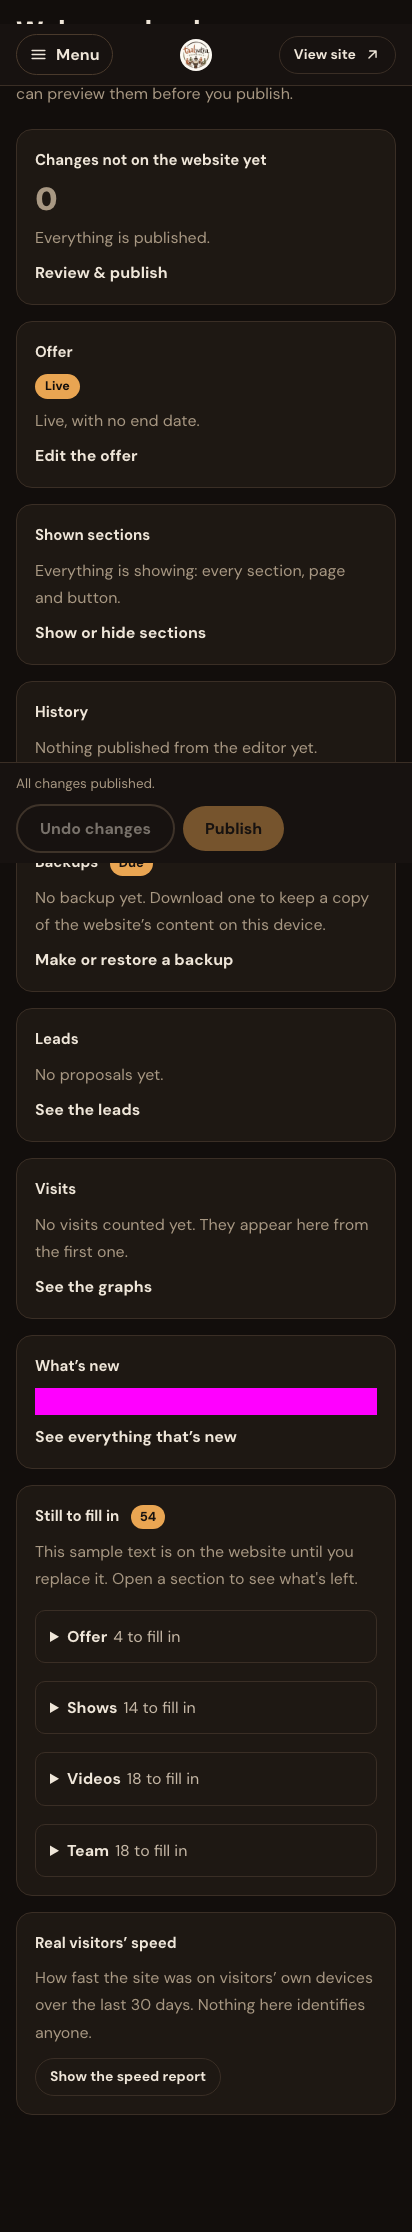 Menu
View site
can preview them before you publish.
Changes not on the website yet
0
Everything is published.
Review & publish
Offer
Live
Live, with no end date.
Edit the offer
Shown sections
Everything is showing: every section, page
and button.
Show or hide sections
History
Nothing published from the editor yet.
All changes published.
Undo changes
Publish
Backups
Due
No backup yet. Download one to keep a copy
of the website’s content on this device.
Make or restore a backup
Leads
No proposals yet.
See the leads
Visits
No visits counted yet. They appear here from
the first one.
See the graphs
What’s new
See everything that’s new
Still to fill in 54
This sample text is on the website until you
replace it. Open a section to see what's left.
Offer 4 to fill in
Shows 14 to fill in
Videos 18 to fill in
Team 18 to fill in
Real visitors’ speed
How fast the site was on visitors’ own devices
over the last 30 days. Nothing here identifies
anyone.
Show the speed report